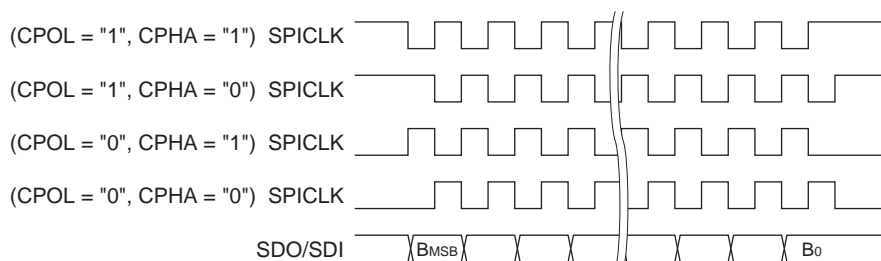 (CPOL = "1", CPHA = "1") SPICLK
(CPOL = "1", CPHA = "0") SPICLK
(CPOL = "0", CPHA = "1") SPICLK
(CPOL = "0", CPHA = "0") SPICLK
SDO/SDI BMSB B0